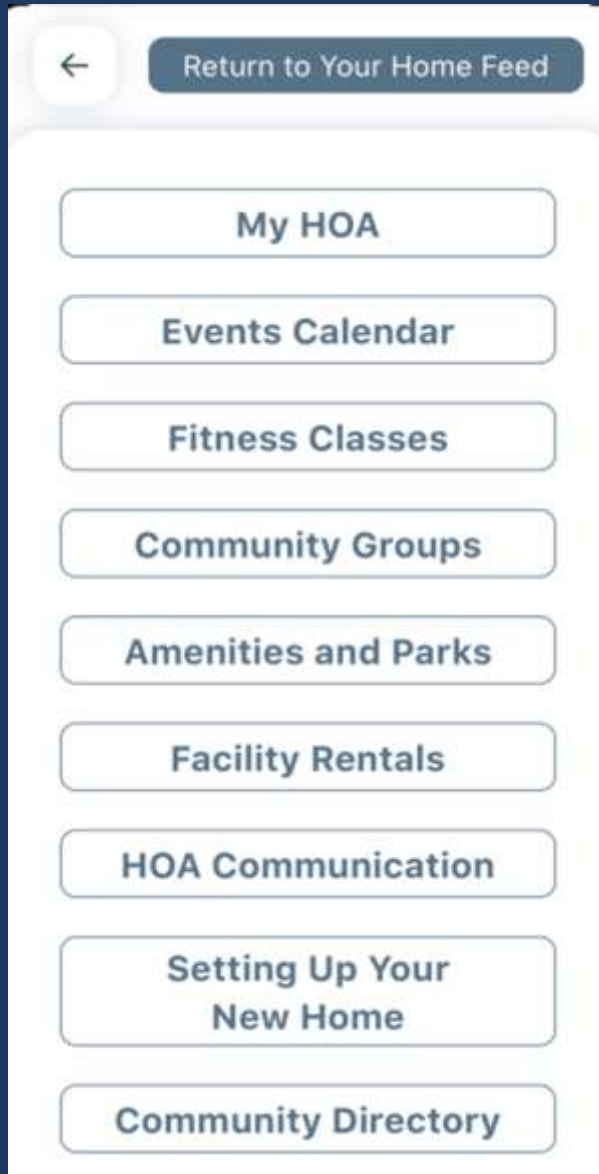 Return to Your Home Feed
My HOA
Events Calendar
Fitness Classes
Community Groups
Amenities and Parks
Facility Rentals
HOA Communication
Setting Up Your
New Home
Community Directory